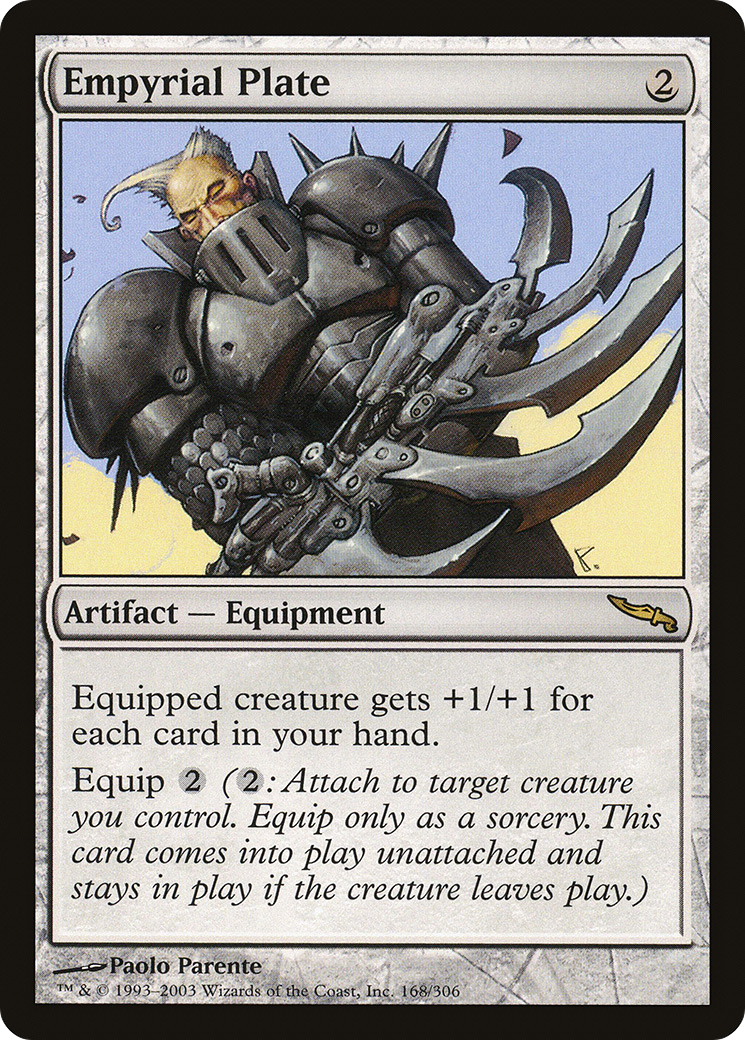 Empyrial Plate 2
Artifact — Equipment
Equipped creature gets +1/+1 for
each card in your hand.
Equip 2 (2: Attach to target creature
you control. Equip only as a sorcery. This
card comes into play unattached and
stays in play if the creature leaves play.)
Paolo Parente
™ & © 1993–2003 Wizards of the Coast, Inc. 168/306